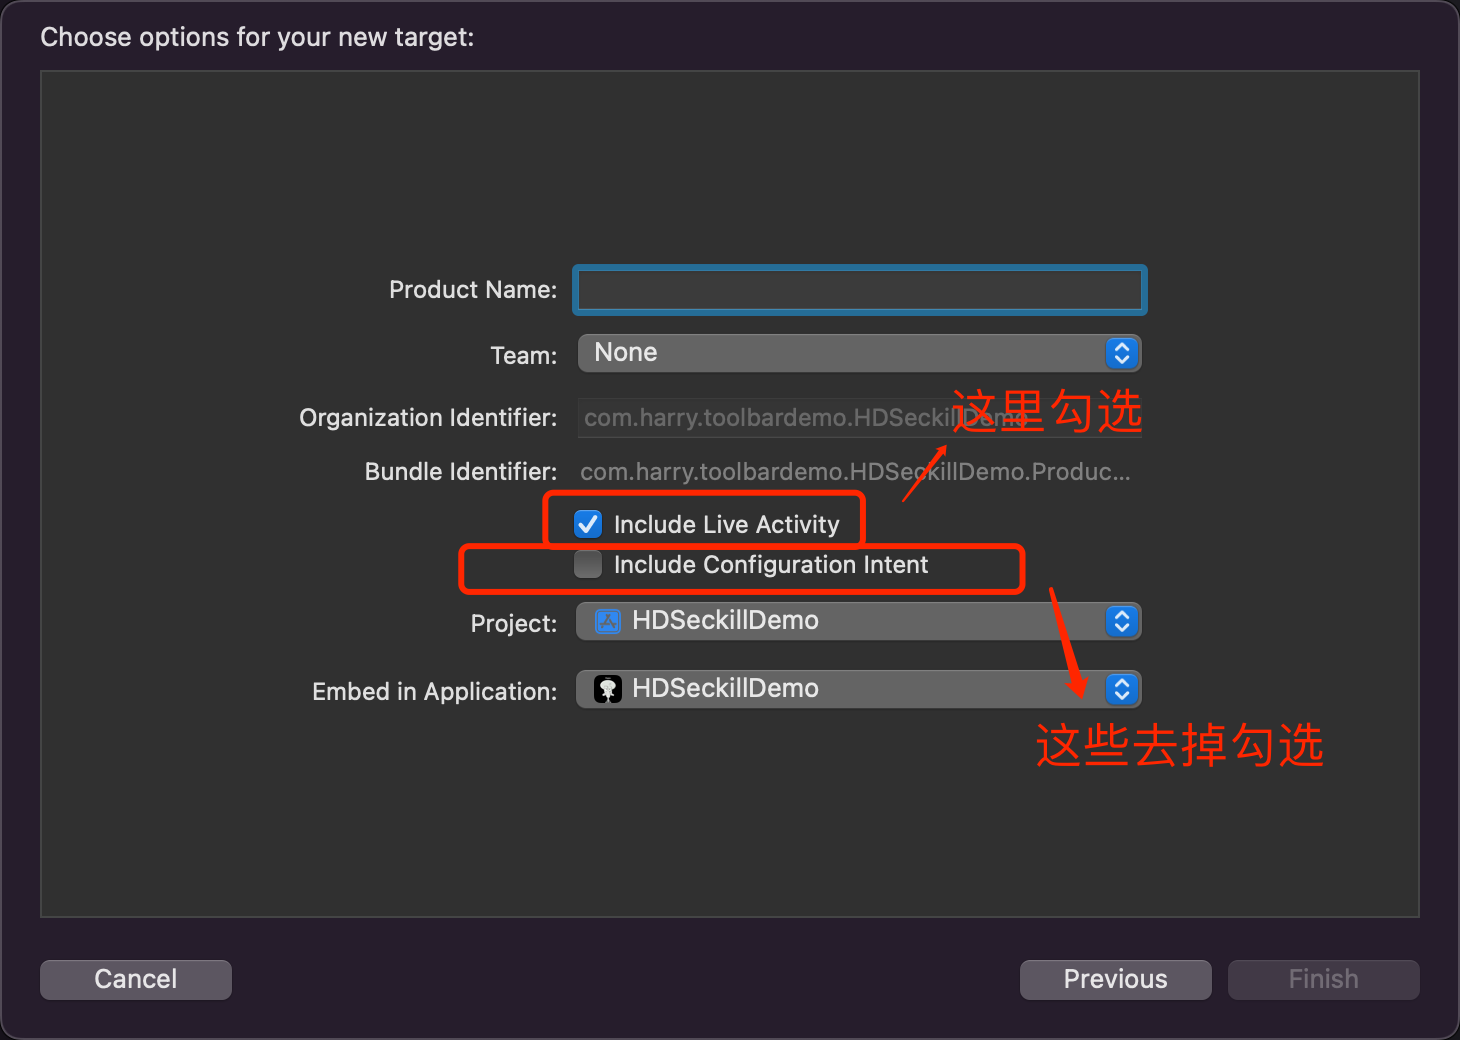 Choose options for your new target:
Product Name:
Team: None
Organization Identifier: com.harry.toolbardemo.HDSeckillDemo
这里勾选
Bundle Identifier: com.harry.toolbardemo.HDSeckillDemo.Produc...
Include Live Activity
Include Configuration Intent
Project: HDSeckillDemo
Embed in Application: HDSeckillDemo
这些去掉勾选
Cancel Previous Finish